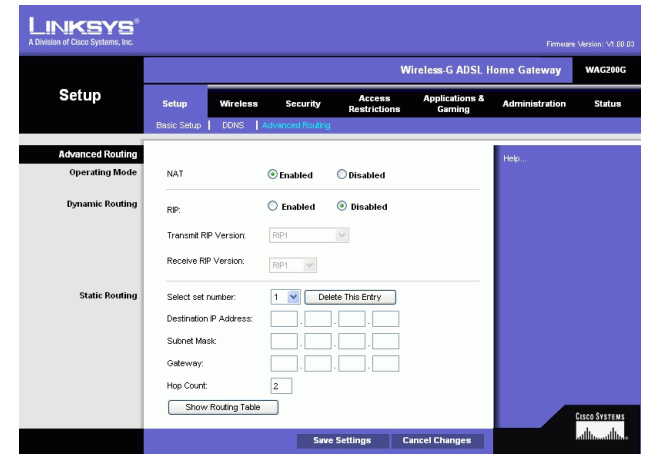 LINKSYS®
A Division of Cisco Systems, Inc.
Firmware Version: V1.00.03
Wireless-G ADSL Home Gateway WAG200G
Setup
Setup Wireless Security Access Restrictions Applications & Gaming Administration Status
Basic Setup | DDNS | Advanced Routing
Advanced Routing
Help...
Operating Mode
NAT Enabled Disabled
Dynamic Routing
RIP: Enabled Disabled
Transmit RIP Version: RIP1
Receive RIP Version: RIP1
Static Routing
Select set number: 1 Delete This Entry
Destination IP Address: . . .
Subnet Mask: . . .
Gateway: . . .
Hop Count: 2
Show Routing Table
CISCO SYSTEMS
Save Settings Cancel Changes